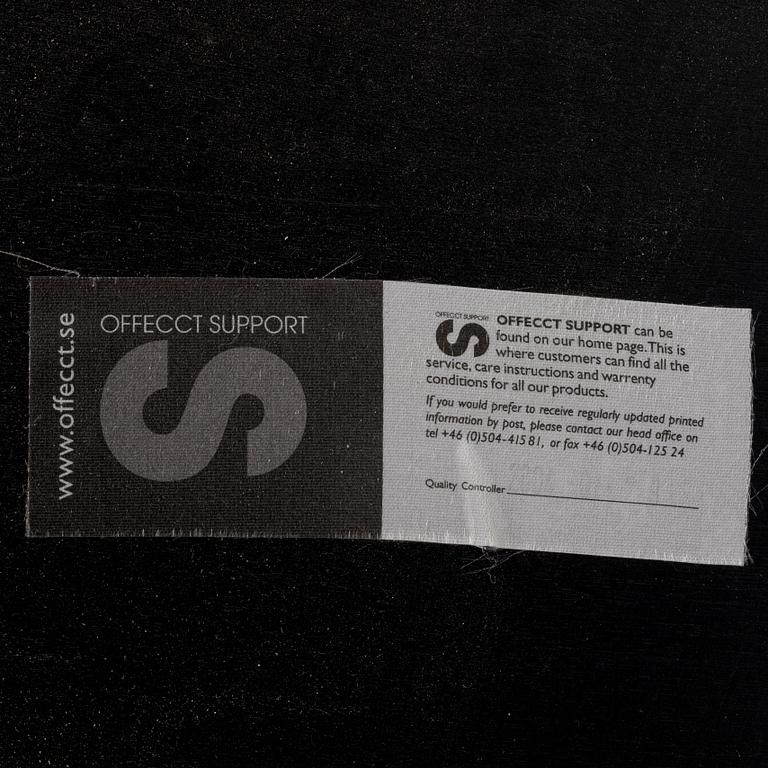 www.offecct.se
OFFECCT SUPPORT
OFFECCT SUPPORT
OFFECCT SUPPORT can be
found on our home page. This is
where customers can find all the
service, care instructions and warrenty
conditions for all our products.
If you would prefer to receive regularly updated printed
information by post, please contact our head office on
tel +46 (0)504-415 81, or fax +46 (0)504-125 24
Quality Controller